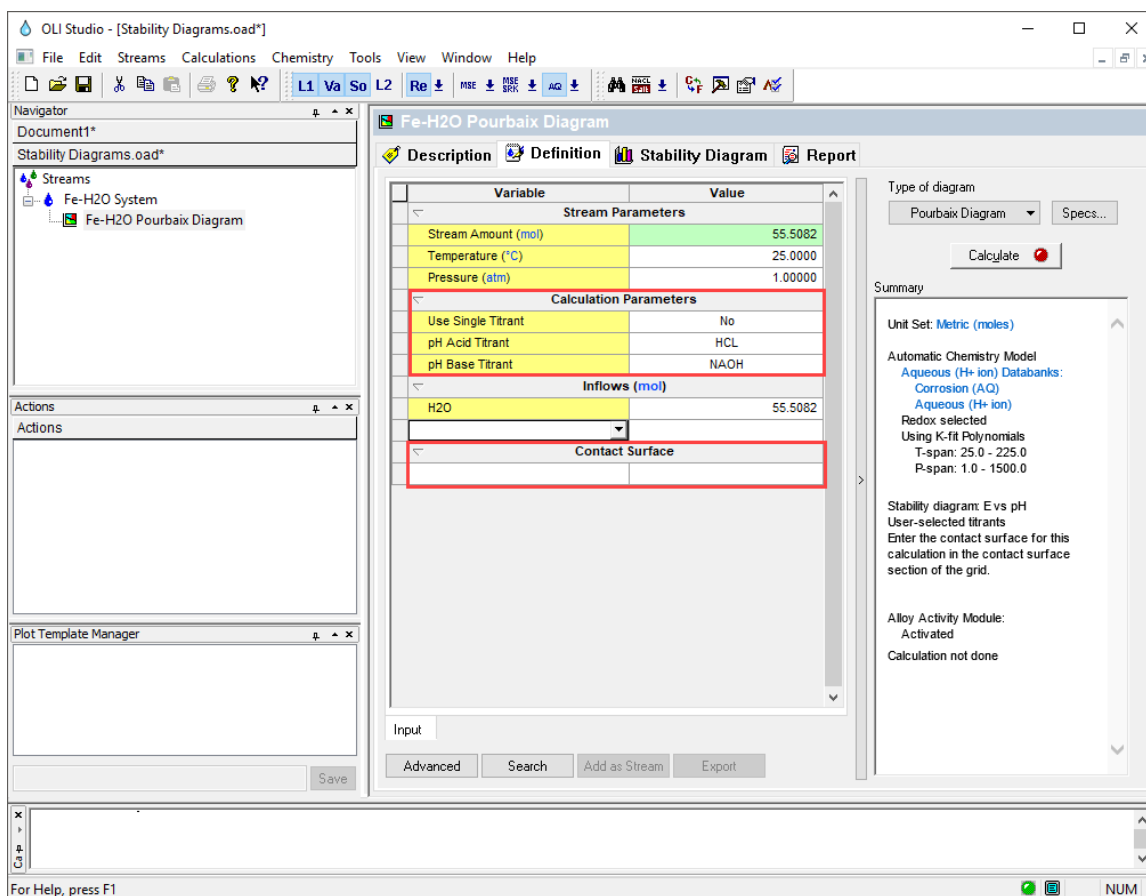 OLI Studio - [Stability Diagrams.oad*]
File Edit Streams Calculations Chemistry Tools View Window Help
L1 Va So L2 Re MSE MSE SRK AQ NACL Salt
Navigator
Document1*
Stability Diagrams.oad*
Streams
Fe-H2O System
Fe-H2O Pourbaix Diagram
Actions
Actions
Plot Template Manager
Save
Fe-H2O Pourbaix Diagram
Description Definition Stability Diagram Report
Variable Value
Stream Parameters
Stream Amount (mol) 55.5082
Temperature (°C) 25.0000
Pressure (atm) 1.00000
Calculation Parameters
Use Single Titrant No
pH Acid Titrant HCL
pH Base Titrant NAOH
Inflows (mol)
H2O 55.5082
Contact Surface
Input
Advanced Search Add as Stream Export
Type of diagram
Pourbaix Diagram Specs...
Calculate
Summary
Unit Set: Metric (moles)
Automatic Chemistry Model
Aqueous (H+ ion) Databanks:
Corrosion (AQ)
Aqueous (H+ ion)
Redox selected
Using K-fit Polynomials
T-span: 25.0 - 225.0
P-span: 1.0 - 1500.0
Stability diagram: E vs pH
User-selected titrants
Enter the contact surface for this
calculation in the contact surface
section of the grid.
Alloy Activity Module:
Activated
Calculation not done
Ca
For Help, press F1 NUM